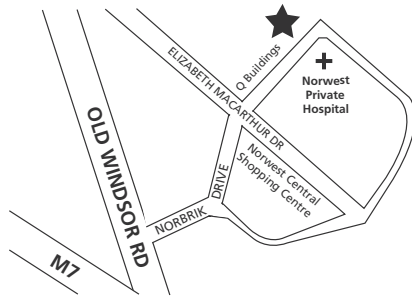 Q Buildings
ELIZABETH MACARTHUR DR
Norwest
Private
Hospital
OLD WINDSOR RD
Norwest Central
Shopping Centre
NORBRIK
DRIVE
M7